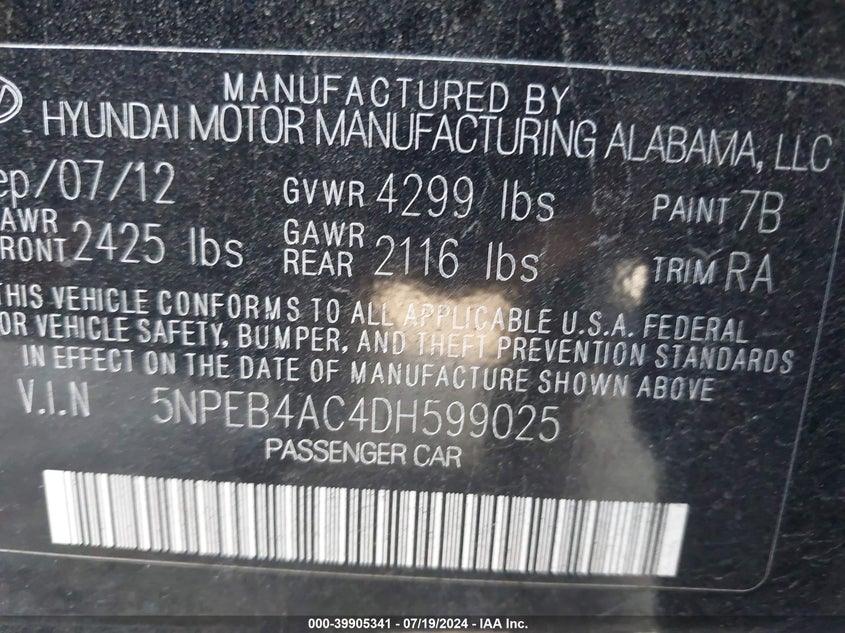 MANUFACTURED BY
HYUNDAI MOTOR MANUFACTURING ALABAMA, LLC
ep/07/12 GVWR 4299 lbs PAINT 7B
AWR FRONT 2425 lbs GAWR REAR 2116 lbs TRIM RA
THIS VEHICLE CONFORMS TO ALL APPLICABLE U.S.A. FEDERAL
OR VEHICLE SAFETY, BUMPER, AND THEFT PREVENTION STANDARDS
IN EFFECT ON THE DATE OF MANUFACTURE SHOWN ABOVE
V.I.N 5NPEB4AC4DH599025
PASSENGER CAR
000-39905341 - 07/19/2024 - IAA Inc.